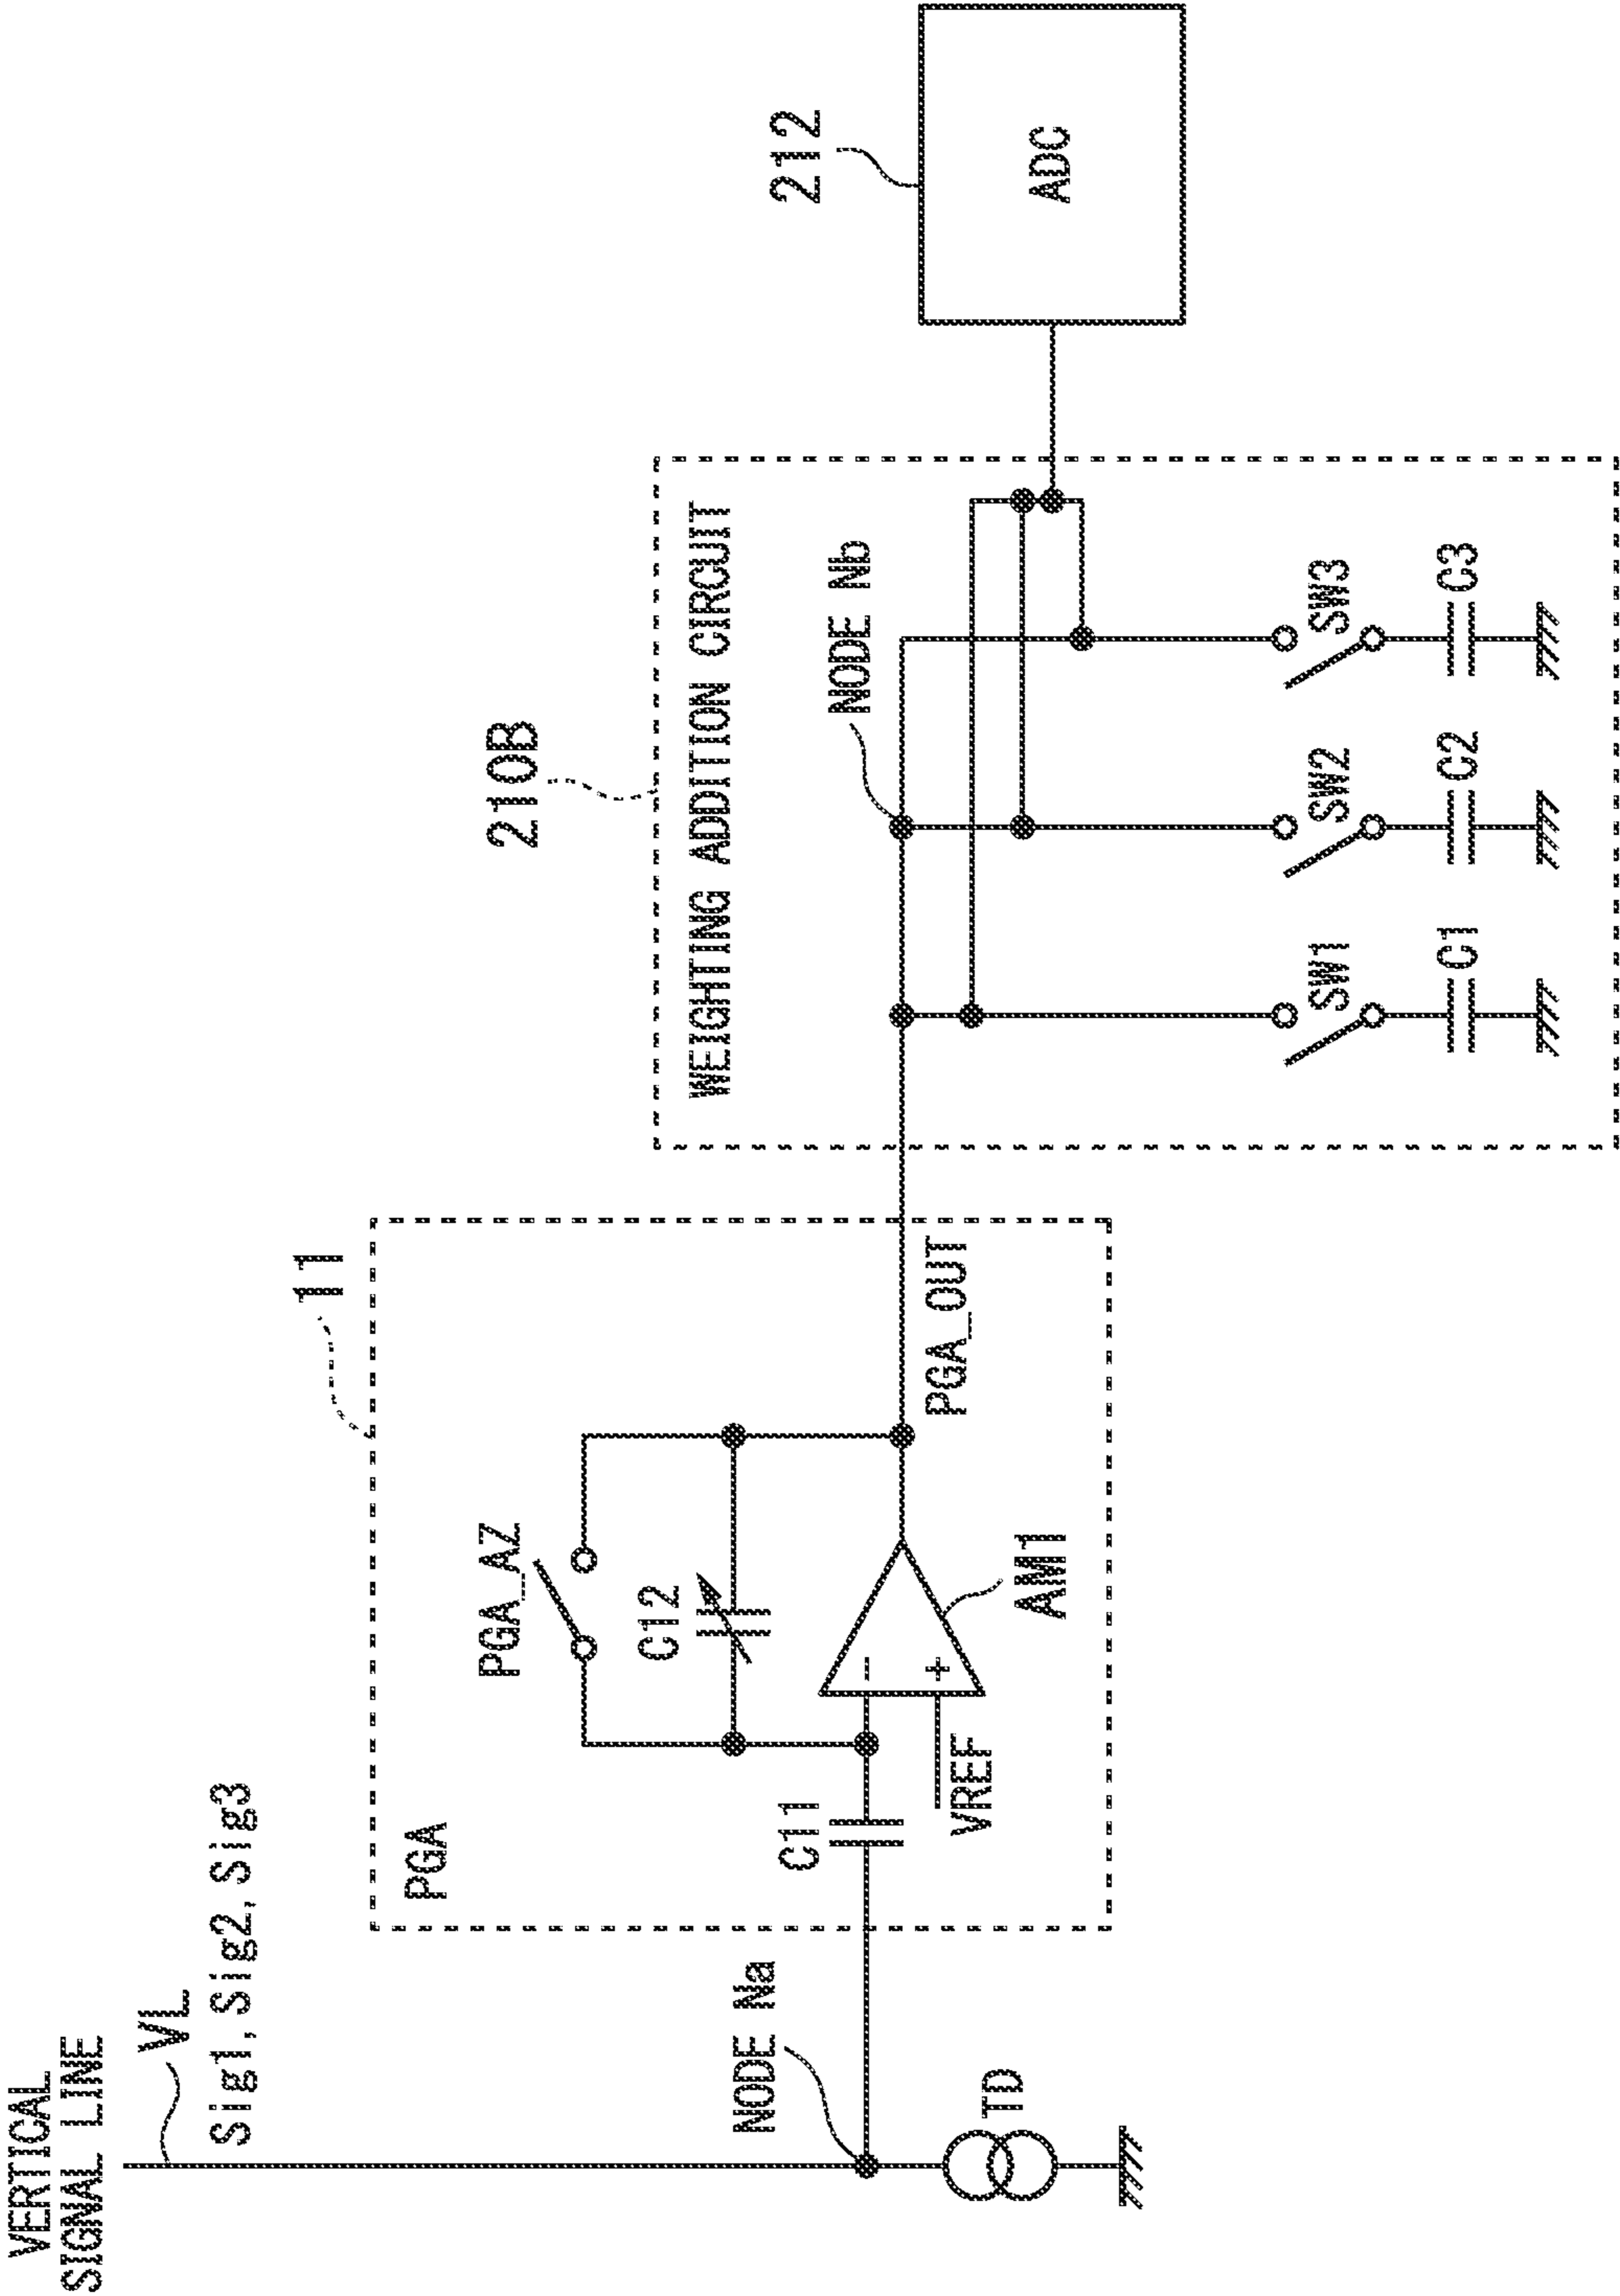 VERTICAL
SIGNAL LINE
VL
Sig1, Sig2, Sig3
NODE Na
TD
11
PGA
PGA_AZ
C12
C11
AM1
VREF
PGA_OUT
210B
WEIGHTING ADDITION CIRCUIT
NODE Nb
SW1
SW2
SW3
C1
C2
C3
212
ADC